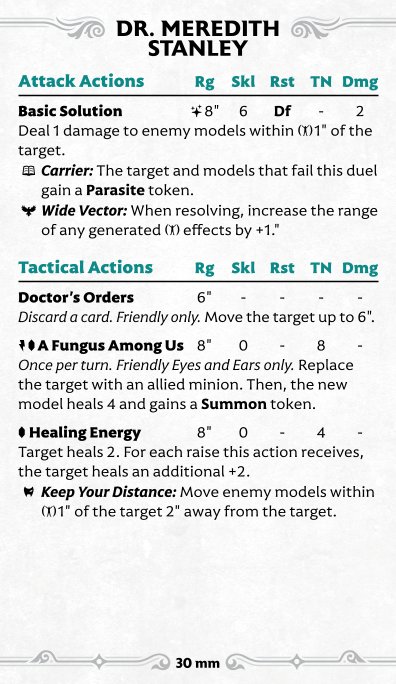 DR. MEREDITH
STANLEY
Attack Actions Rg Skl Rst TN Dmg
Basic Solution 8" 6 Df - 2
Deal 1 damage to enemy models within 1" of the
target.
Carrier: The target and models that fail this duel
gain a Parasite token.
Wide Vector: When resolving, increase the range
of any generated effects by +1."
Tactical Actions Rg Skl Rst TN Dmg
Doctor's Orders 6" - - - -
Discard a card. Friendly only. Move the target up to 6".
A Fungus Among Us 8" 0 - 8 -
Once per turn. Friendly Eyes and Ears only. Replace
the target with an allied minion. Then, the new
model heals 4 and gains a Summon token.
Healing Energy 8" 0 - 4 -
Target heals 2. For each raise this action receives,
the target heals an additional +2.
Keep Your Distance: Move enemy models within
1" of the target 2" away from the target.
30 mm